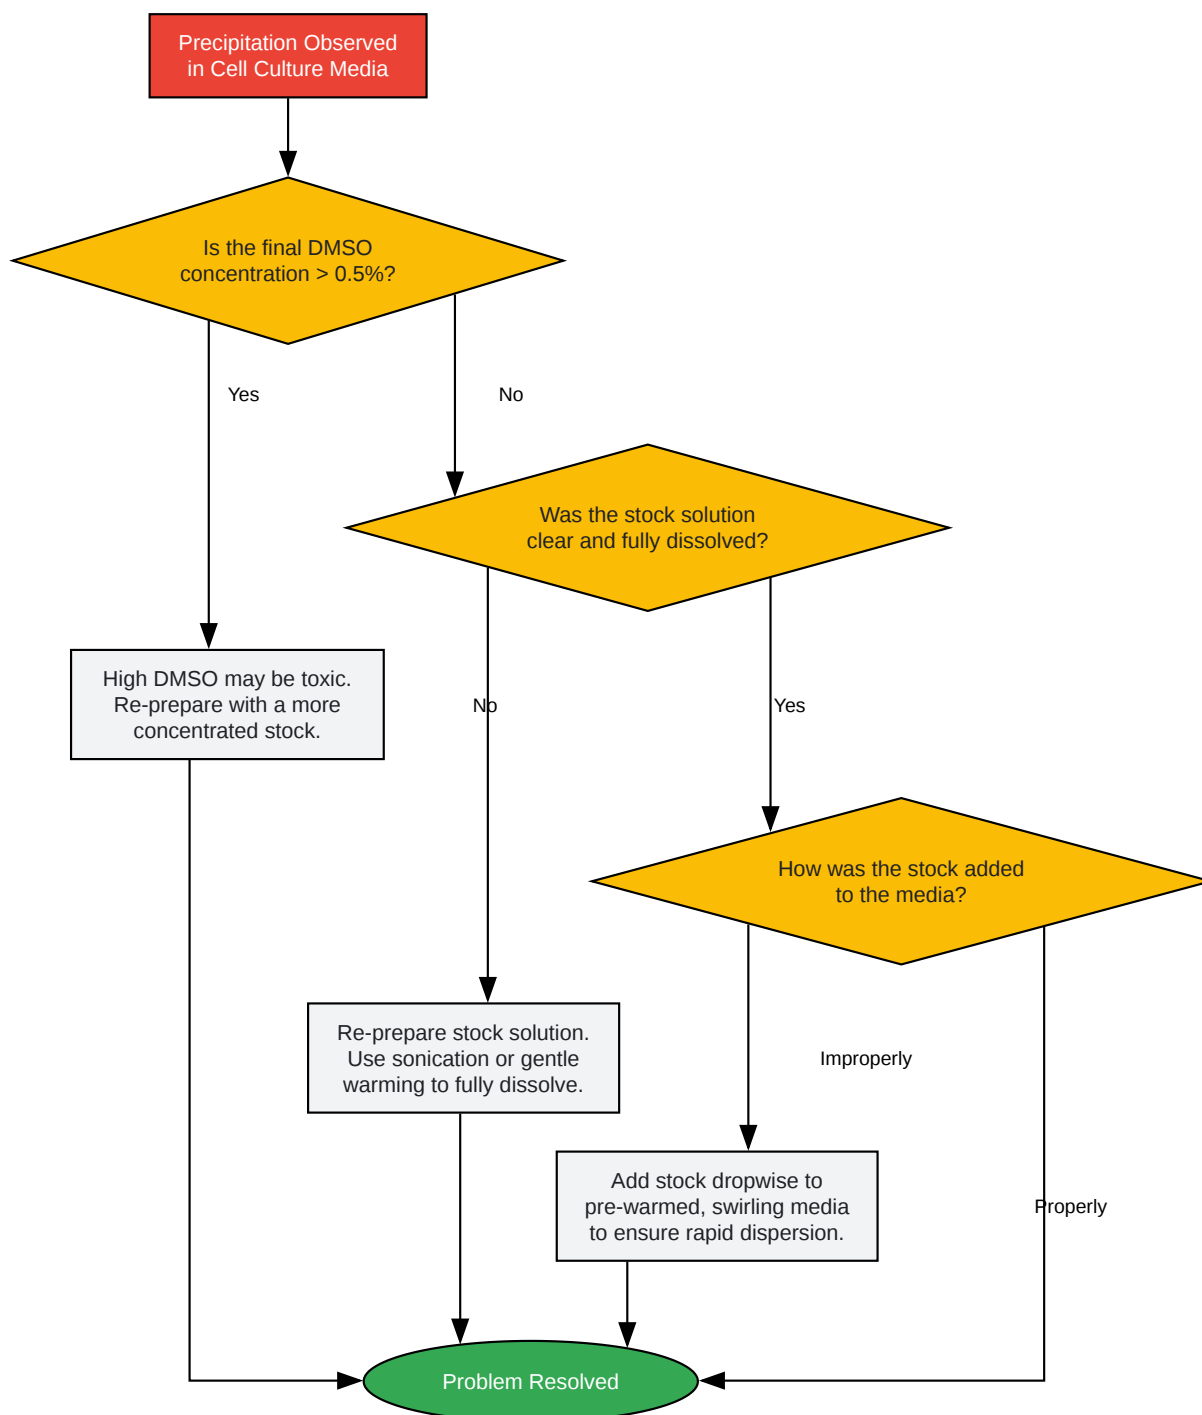 Precipitation Observed
in Cell Culture Media
Is the final DMSO
concentration > 0.5%?
Yes
No
Was the stock solution
clear and fully dissolved?
High DMSO may be toxic.
Re-prepare with a more
concentrated stock.
No
Yes
How was the stock added
to the media?
Re-prepare stock solution.
Use sonication or gentle
warming to fully dissolve.
Improperly
Add stock dropwise to
pre-warmed, swirling media
to ensure rapid dispersion.
Properly
Problem Resolved